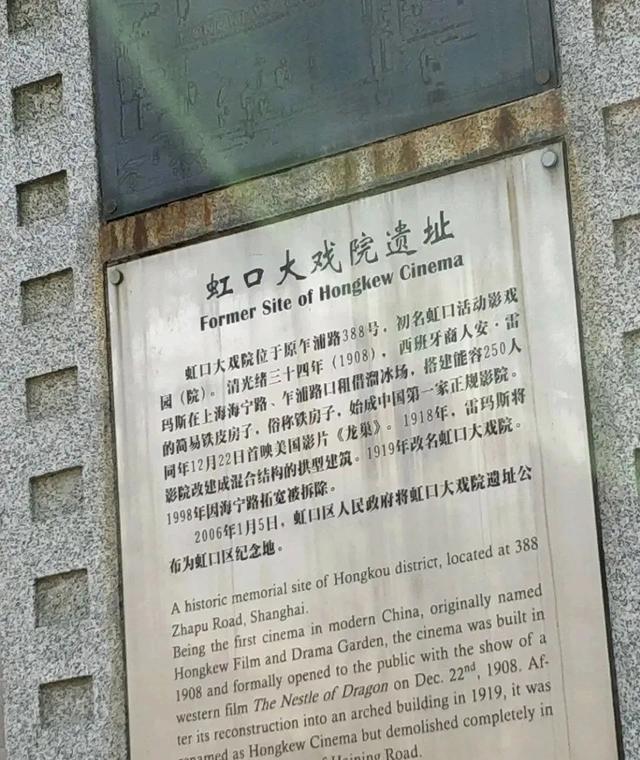 虹口大戏院遗址
Former Site of Hongkew Cinema
虹口大戏院位于原乍浦路388号，初名虹口活动影戏
园（院）。清光绪三十四年（1908），西班牙商人安·雷
玛斯在上海海宁路、乍浦路口租借溜冰场，搭建能容250人
的简易铁皮房子，俗称铁房子，始成中国第一家正规影院。
同年12月22日首映美国影片《龙巢》。1918年，雷玛斯将
影院改建成混合结构的拱型建筑。1919年改名虹口大戏院。
1998年因海宁路拓宽被拆除。
2006年1月5日，虹口区人民政府将虹口大戏院遗址公
布为虹口区纪念地。
A historic memorial site of Hongkou district, located at 388
Zhapu Road, Shanghai.
Being the first cinema in modern China, originally named
Hongkew Film and Drama Garden, the cinema was built in
1908 and formally opened to the public with the show of a
western film The Nestle of Dragon on Dec. 22nd, 1908. Af-
ter its reconstruction into an arched building in 1919, it was
renamed as Hongkew Cinema but demolished completely in
of Haining Road.